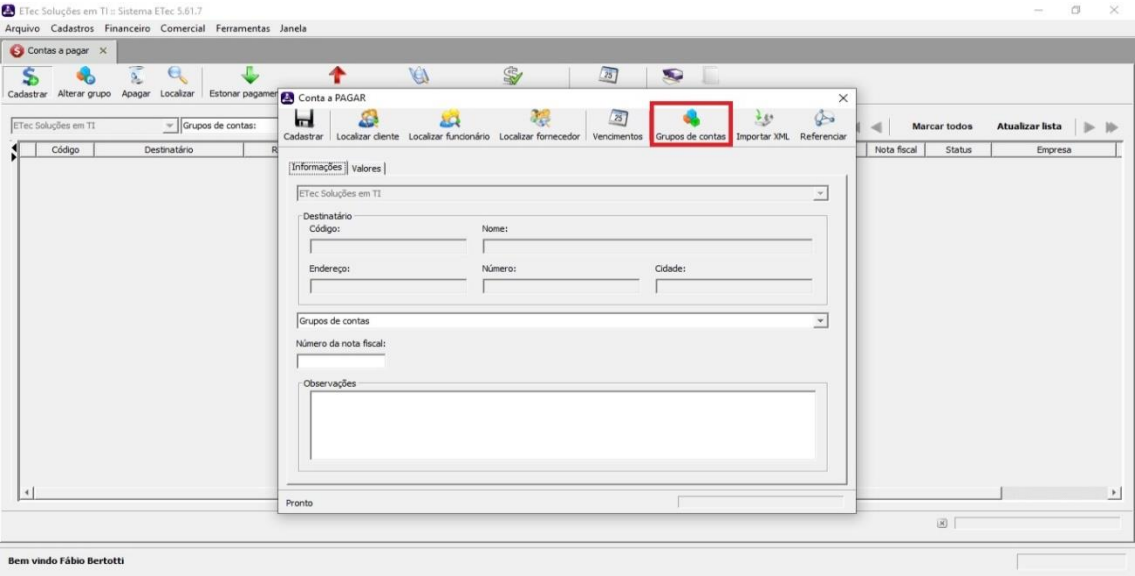 ETec Soluções em TI :: Sistema ETec 5.61.7
Arquivo Cadastros Financeiro Comercial Ferramentas Janela
Contas a pagar
Cadastrar Alterar grupo Apagar Localizar Estonar pagamen
ETec Soluções em TI Grupos de contas: Marcar todos Atualizar lista
Código Destinatário R Nota fiscal Status Empresa
Conta a PAGAR
Cadastrar Localizar cliente Localizar funcionário Localizar fornecedor Vencimentos Grupos de contas Importar XML Referenciar
Informações Valores
ETec Soluções em TI
Destinatário
Código: Nome:
Endereço: Número: Cidade:
Grupos de contas
Número da nota fiscal:
Observações
Pronto
Bem vindo Fábio Bertotti